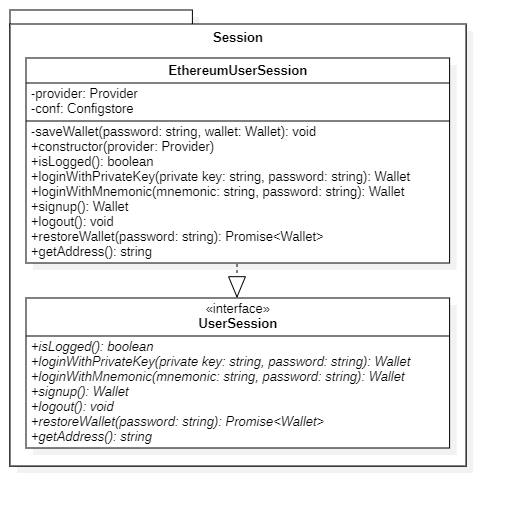 Session
EthereumUserSession
-provider: Provider
-conf: Configstore
-saveWallet(password: string, wallet: Wallet): void
+constructor(provider: Provider)
+isLogged(): boolean
+loginWithPrivateKey(private key: string, password: string): Wallet
+loginWithMnemonic(mnemonic: string, password: string): Wallet
+signup(): Wallet
+logout(): void
+restoreWallet(password: string): Promise<Wallet>
+getAddress(): string
«interface»
UserSession
+isLogged(): boolean
+loginWithPrivateKey(private key: string, password: string): Wallet
+loginWithMnemonic(mnemonic: string, password: string): Wallet
+signup(): Wallet
+logout(): void
+restoreWallet(password: string): Promise<Wallet>
+getAddress(): string